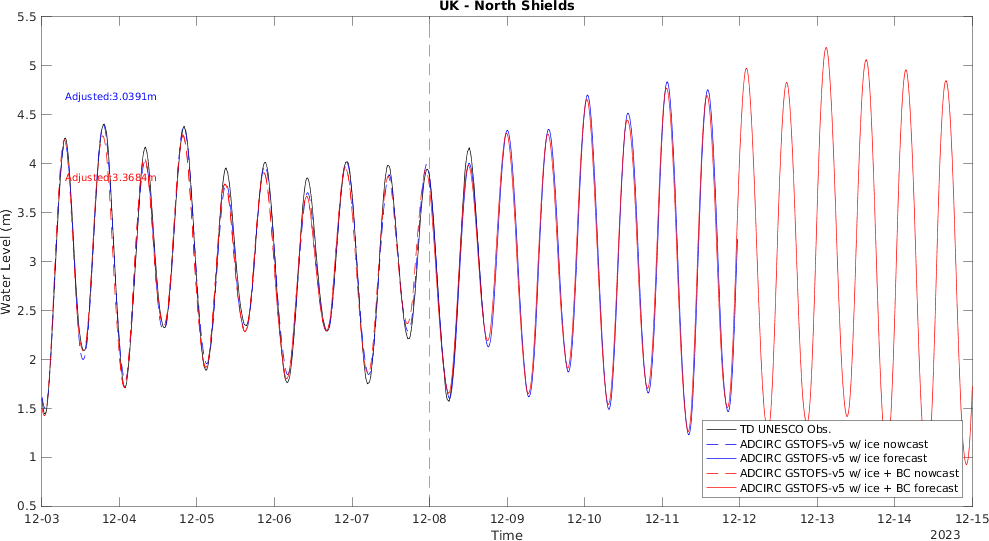 UK - North Shields
5.5
5
4.5
4
3.5
3
2.5
2
1.5
1
0.5
Water Level (m)
Adjusted:3.0391m
Adjusted:3.3684m
TD UNESCO Obs.
ADCIRC GSTOFS-v5 w/ ice nowcast
ADCIRC GSTOFS-v5 w/ ice forecast
ADCIRC GSTOFS-v5 w/ ice + BC nowcast
ADCIRC GSTOFS-v5 w/ ice + BC forecast
12-03 12-04 12-05 12-06 12-07 12-08 12-09 12-10 12-11 12-12 12-13 12-14 12-15
Time
2023